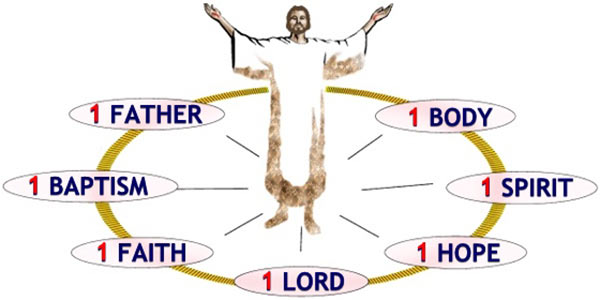 1 FATHER
1 BODY
1 BAPTISM
1 SPIRIT
1 FAITH
1 HOPE
1 LORD